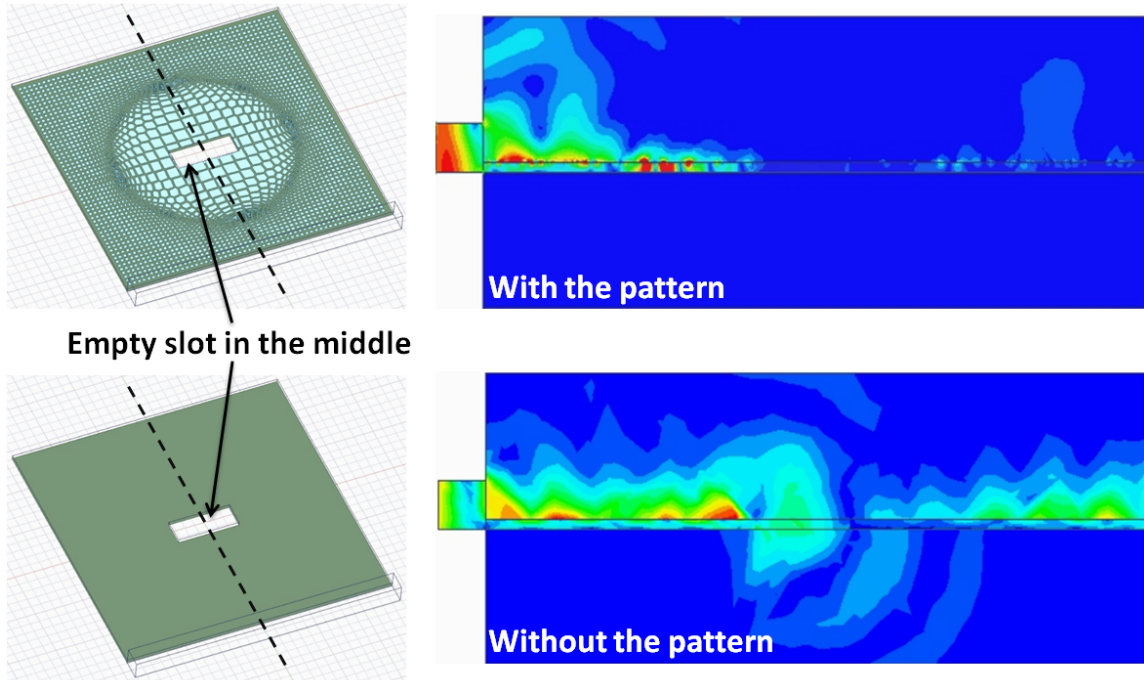 With the pattern
Empty slot in the middle
Without the pattern